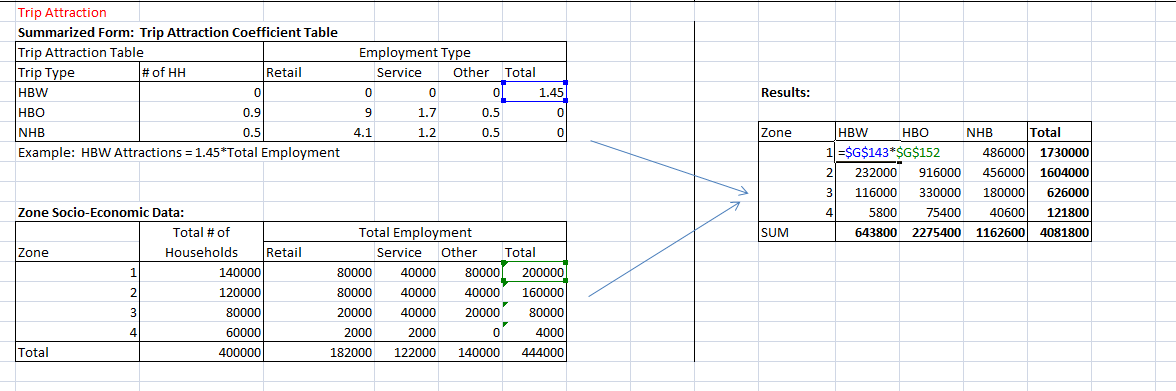 Trip Attraction
Summarized Form: Trip Attraction Coefficient Table
Trip Attraction Table Employment Type
Trip Type # of HH Retail Service Other Total
HBW 0 0 0 0 1.45
HBO 0.9 9 1.7 0.5 0
NHB 0.5 4.1 1.2 0.5 0
Example: HBW Attractions = 1.45*Total Employment
Zone Socio-Economic Data:
Total # of Total Employment
Zone Households Retail Service Other Total
1 140000 80000 40000 80000 200000
2 120000 80000 40000 40000 160000
3 80000 20000 40000 20000 80000
4 60000 2000 2000 0 4000
Total 400000 182000 122000 140000 444000
Results:
Zone HBW HBO NHB Total
1 =$G$143*$G$152 486000 1730000
2 232000 916000 456000 1604000
3 116000 330000 180000 626000
4 5800 75400 40600 121800
SUM 643800 2275400 1162600 4081800